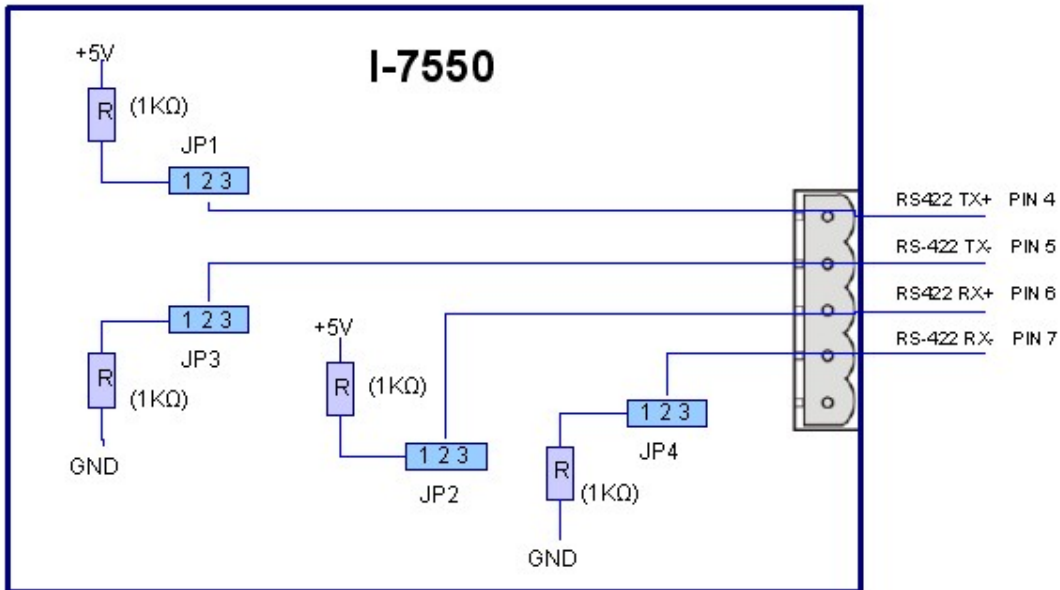 I-7550
+5V
R (1KΩ)
JP1
1 2 3
RS422 TX+ PIN 4
RS-422 TX- PIN 5
RS422 RX+ PIN 6
RS-422 RX- PIN 7
1 2 3
JP3
R (1KΩ)
GND
+5V
R (1KΩ)
1 2 3
JP2
1 2 3
JP4
R (1KΩ)
GND